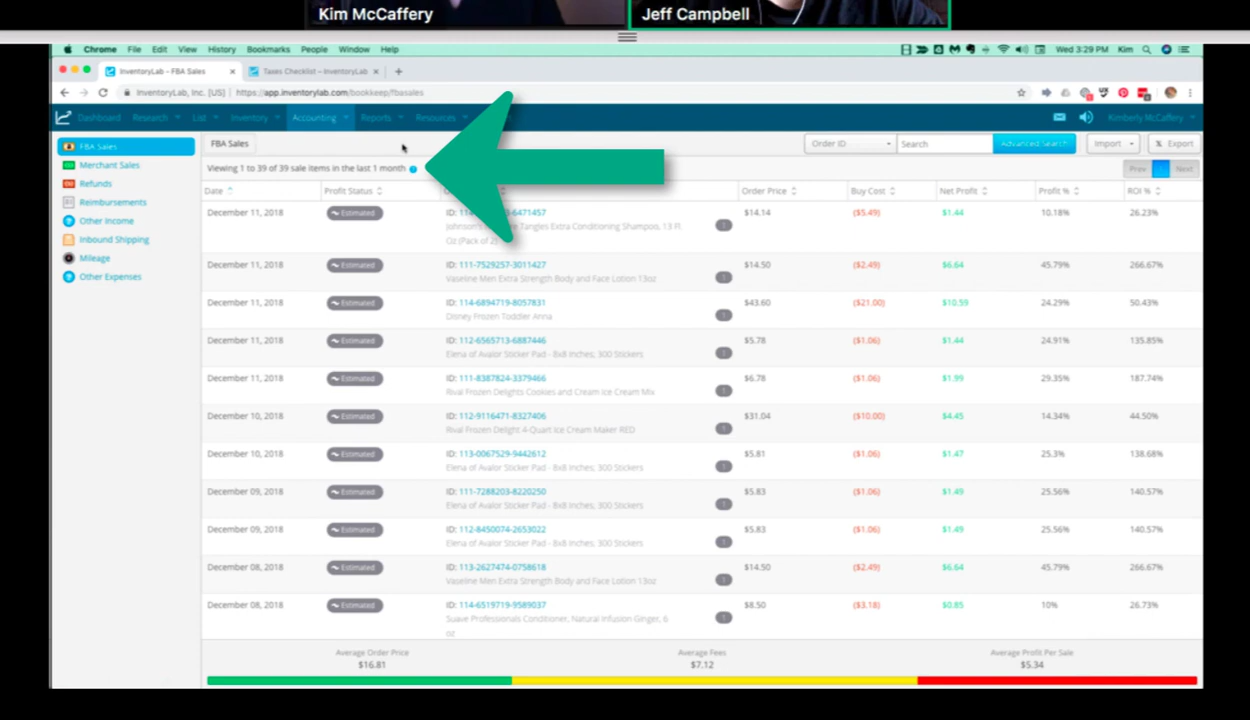 Kim McCaffery
Jeff Campbell
Chrome File Edit View History Bookmarks People Window Help
Wed 3:29 PM Kim
InventoryLab - FBA Sales
Taxes Checklist – InventoryLab
InventoryLab, Inc. [US] | https://app.inventorylab.com/bookkeep/fbasales
Dashboard Research List Inventory Accounting Reports Resources
Kimberly McCaffery
FBA Sales
Merchant Sales
Refunds
Reimbursements
Other Income
Inbound Shipping
Mileage
Other Expenses
FBA Sales
Order ID Search Advanced Search Import Export
Viewing 1 to 39 of 39 sale items in the last 1 month
Prev Next
Date Profit Status Order Price Buy Cost Net Profit Profit % ROI %
December 11, 2018 Estimated ID: 6471457 $14.14 ($5.49) $1.44 10.18% 26.23%
Johnson's Tangles Extra Conditioning Shampoo, 13 Fl.
Oz (Pack of 2)
December 11, 2018 Estimated ID: 111-7529257-3011427 $14.50 ($2.49) $6.64 45.79% 266.67%
Vaseline Men Extra Strength Body and Face Lotion 13oz
December 11, 2018 Estimated ID: 114-6894719-8057831 $43.60 ($21.00) $10.59 24.29% 50.43%
Disney Frozen Toddler Anna
December 11, 2018 Estimated ID: 112-6565713-6887446 $5.78 ($1.06) $1.44 24.91% 135.85%
Elena of Avalor Sticker Pad - 8x8 Inches, 300 Stickers
December 11, 2018 Estimated ID: 111-8387824-3379466 $6.78 ($1.06) $1.99 29.35% 187.74%
Rival Frozen Delights Cookies and Cream Ice Cream Mix
December 10, 2018 Estimated ID: 112-9116471-8327406 $31.04 ($10.00) $4.45 14.34% 44.50%
Rival Frozen Delight 4-Quart Ice Cream Maker RED
December 10, 2018 Estimated ID: 113-0067529-9442612 $5.81 ($1.06) $1.47 25.3% 138.68%
Elena of Avalor Sticker Pad - 8x8 Inches, 300 Stickers
December 09, 2018 Estimated ID: 111-7288203-8220250 $5.83 ($1.06) $1.49 25.56% 140.57%
Elena of Avalor Sticker Pad - 8x8 Inches, 300 Stickers
December 09, 2018 Estimated ID: 112-8450074-2653022 $5.83 ($1.06) $1.49 25.56% 140.57%
Elena of Avalor Sticker Pad - 8x8 Inches, 300 Stickers
December 08, 2018 Estimated ID: 113-2627474-0758618 $14.50 ($2.49) $6.64 45.79% 266.67%
Vaseline Men Extra Strength Body and Face Lotion 13oz
December 08, 2018 Estimated ID: 114-6519719-9589037 $8.50 ($3.18) $0.85 10% 26.73%
Suave Professionals Conditioner, Natural Infusion Ginger, 6
oz
Average Order Price Average Fees Average Profit Per Sale
$16.81 $7.12 $5.34